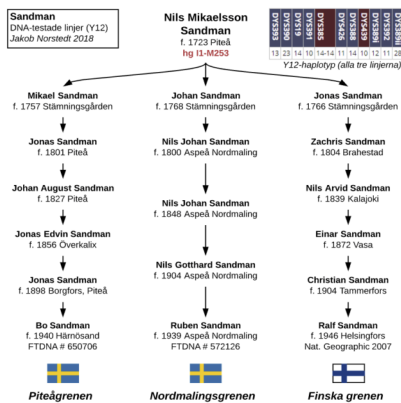 Sandman
DNA-testade linjer (Y12)
Jakob Norstedt 2018
Nils Mikaelsson
Sandman
f. 1723 Piteå
hg I1-M253
DYS393 DYS390 DYS19 DYS391 DYS385 DYS426 DYS388 DYS439 DYS389I DYS392 DYS389II
13 23 14 10 14-14 11 14 10 12 11 28
Y12-haplotyp (alla tre linjerna)
Mikael Sandman
f. 1757 Stämningsgården
Jonas Sandman
f. 1801 Piteå
Johan August Sandman
f. 1827 Piteå
Jonas Edvin Sandman
f. 1856 Överkalix
Jonas Sandman
f. 1898 Borgfors, Piteå
Bo Sandman
f. 1940 Härnösand
FTDNA # 650706
Piteågrenen
Johan Sandman
f. 1768 Stämningsgården
Nils Johan Sandman
f. 1800 Aspeå Nordmaling
Nils Johan Sandman
f. 1848 Aspeå Nordmaling
Nils Gotthard Sandman
f. 1904 Aspeå Nordmaling
Ruben Sandman
f. 1939 Aspeå Nordmaling
FTDNA # 572126
Nordmalingsgrenen
Jonas Sandman
f. 1766 Stämningsgården
Zachris Sandman
f. 1804 Brahestad
Nils Arvid Sandman
f. 1839 Kalajoki
Einar Sandman
f. 1872 Vasa
Christian Sandman
f. 1904 Tammerfors
Ralf Sandman
f. 1946 Helsingfors
Nat. Geographic 2007
Finska grenen